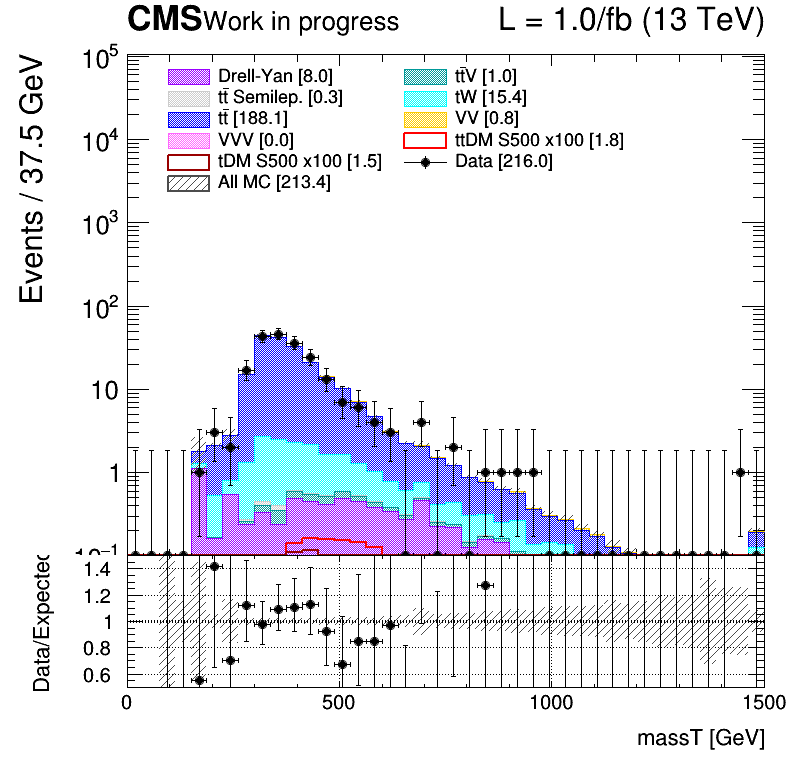 CMS Work in progress L = 1.0/fb (13 TeV)
Events / 37.5 GeV
10⁵
10⁴
10³
10²
10
1
10⁻¹
Drell-Yan [8.0]
tt̄V [1.0]
tt̄ Semilep. [0.3]
tW [15.4]
tt̄ [188.1]
VV [0.8]
VVV [0.0]
ttDM S500 x100 [1.8]
tDM S500 x100 [1.5]
Data [216.0]
All MC [213.4]
Data/Expected
1.4
1.2
1
0.8
0.6
0 500 1000 1500
massT [GeV]